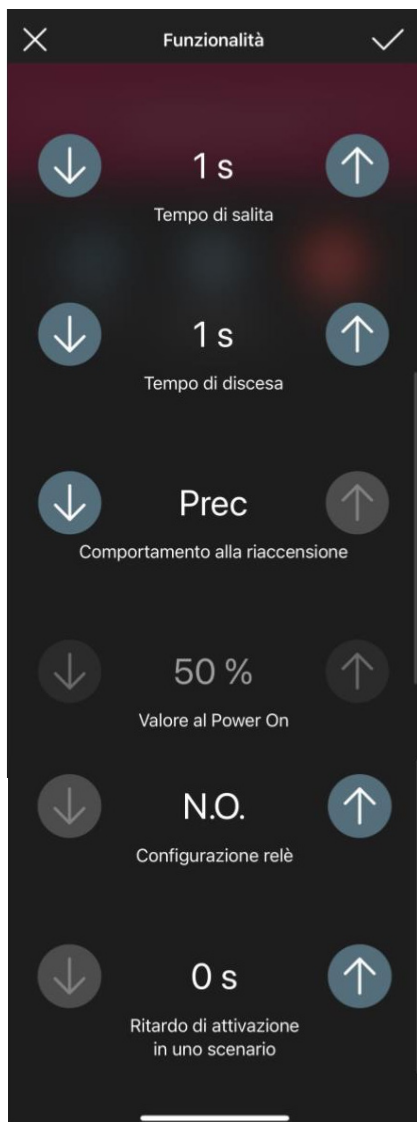 Funzionalità
1 s
Tempo di salita
1 s
Tempo di discesa
Prec
Comportamento alla riaccensione
50 %
Valore al Power On
N.O.
Configurazione relè
0 s
Ritardo di attivazione
in uno scenario